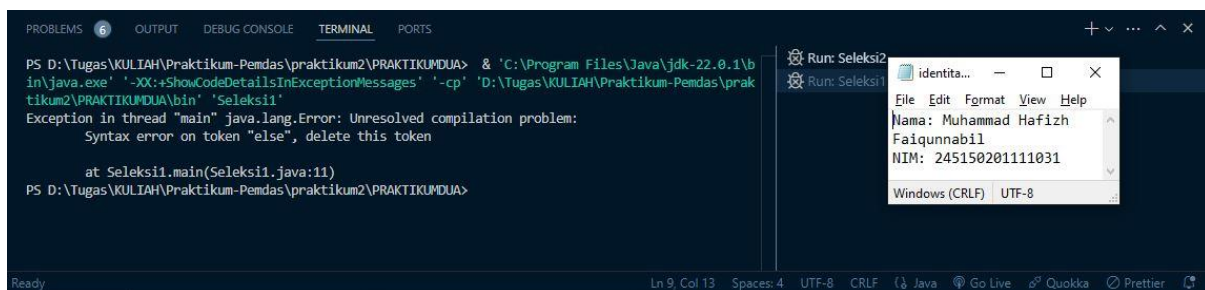 PROBLEMS 6 OUTPUT DEBUG CONSOLE TERMINAL PORTS
PS D:\Tugas\KULIAH\Praktikum-Pemdas\praktikum2\PRAKTIKUMDUA> & 'C:\Program Files\Java\jdk-22.0.1\b
in\java.exe' '-XX:+ShowCodeDetailsInExceptionMessages' '-cp' 'D:\Tugas\KULIAH\Praktikum-Pemdas\prak
tikum2\PRAKTIKUMDUA\bin' 'Seleksi1'
Exception in thread "main" java.lang.Error: Unresolved compilation problem:
Syntax error on token "else", delete this token
at Seleksi1.main(Seleksi1.java:11)
PS D:\Tugas\KULIAH\Praktikum-Pemdas\praktikum2\PRAKTIKUMDUA>
Run: Seleksi2
Run: Seleksi1
identita...
File Edit Format View Help
Nama: Muhammad Hafizh
Faiqunnabil
NIM: 245150201111031
Windows (CRLF) UTF-8
Ready Ln 9, Col 13 Spaces: 4 UTF-8 CRLF Java Go Live Quokka Prettier